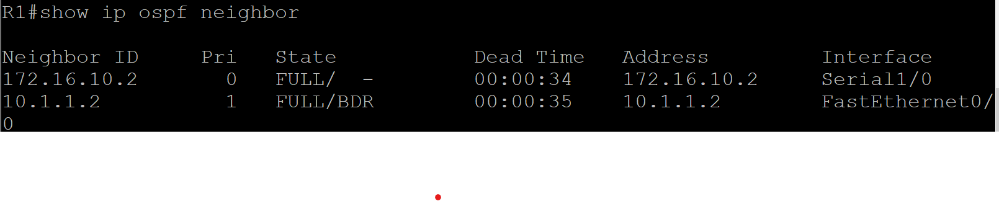 R1#show ip ospf neighbor
Neighbor ID     Pri   State           Dead Time   Address         Interface
172.16.10.2       0   FULL/  -        00:00:34    172.16.10.2     Serial1/0
10.1.1.2          1   FULL/BDR        00:00:35    10.1.1.2        FastEthernet0/
0